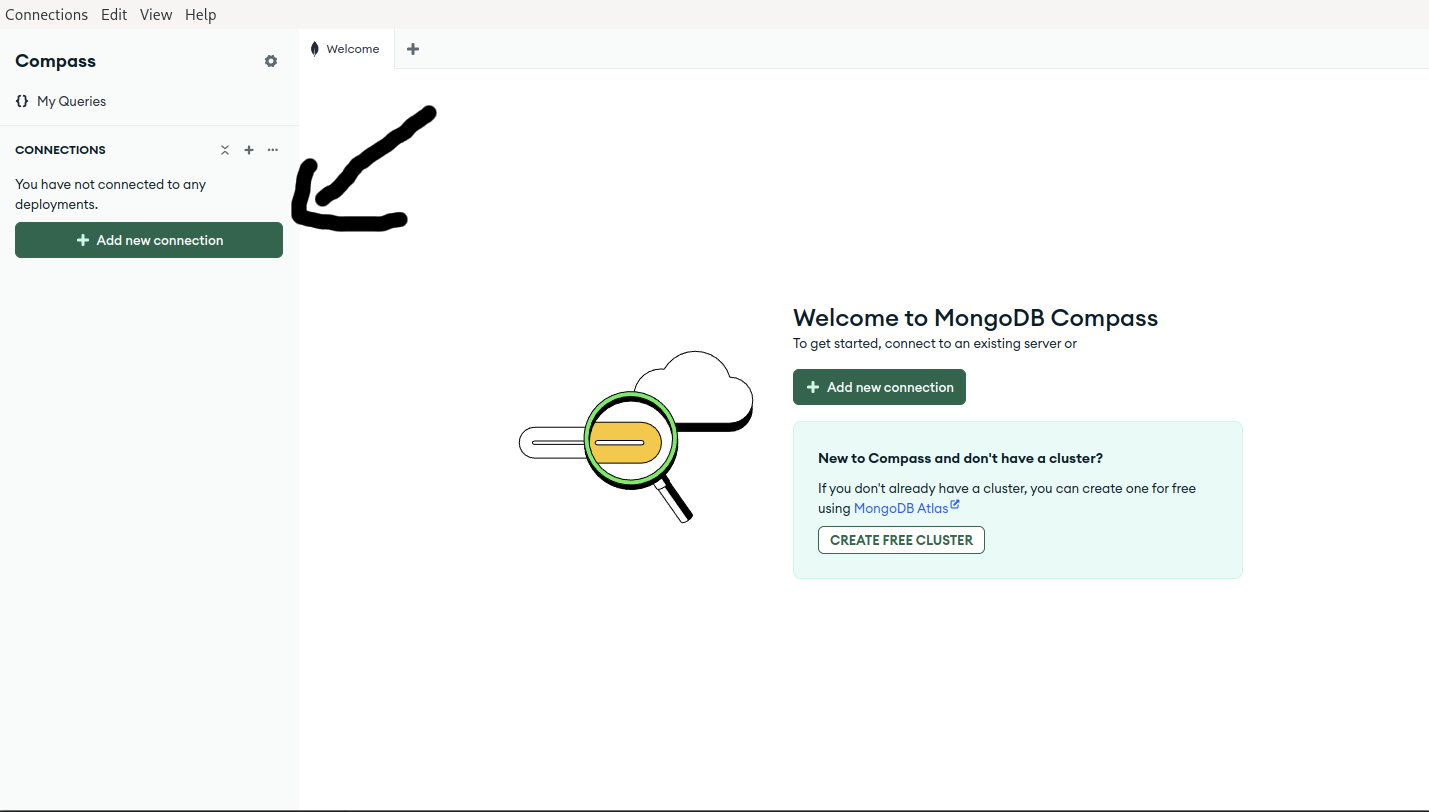 Connections Edit View Help
Compass
{} My Queries
CONNECTIONS
You have not connected to any
deployments.
Add new connection
Welcome
Welcome to MongoDB Compass
To get started, connect to an existing server or
Add new connection
New to Compass and don't have a cluster?
If you don't already have a cluster, you can create one for free
using MongoDB Atlas
CREATE FREE CLUSTER